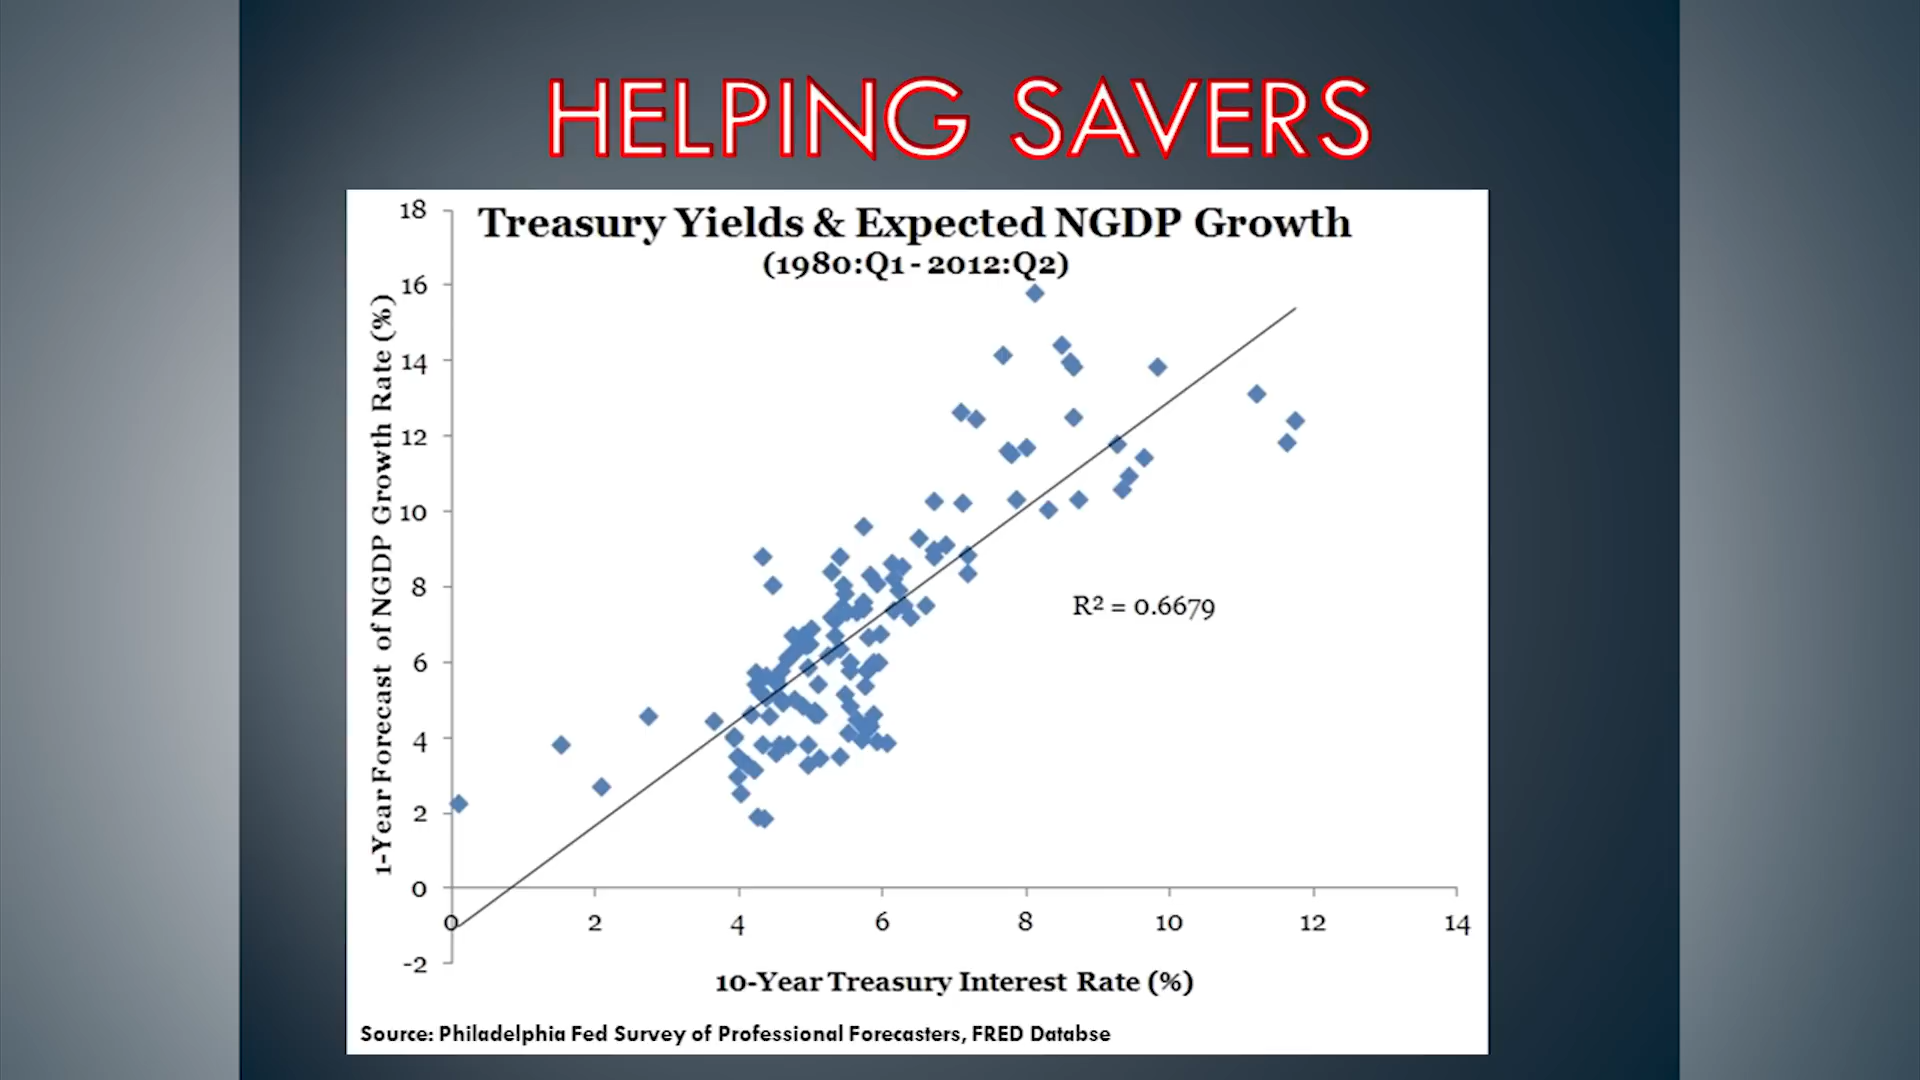 HELPING SAVERS
Treasury Yields & Expected NGDP Growth
(1980:Q1 - 2012:Q2)
1-Year Forecast of NGDP Growth Rate (%)
18
16
14
12
10
8
6
4
2
0
-2
R² = 0.6679
0 2 4 6 8 10 12 14
10-Year Treasury Interest Rate (%)
Source: Philadelphia Fed Survey of Professional Forecasters, FRED Databse